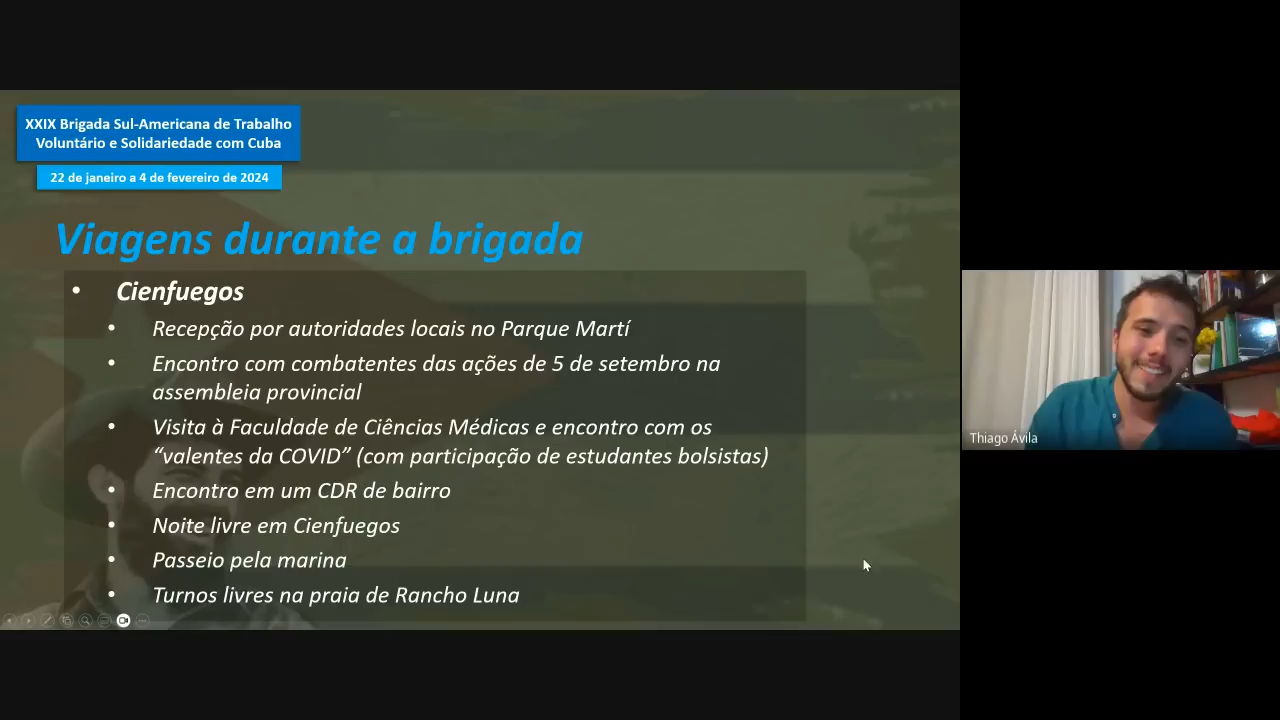 XXIX Brigada Sul-Americana de Trabalho
Voluntário e Solidariedade com Cuba
22 de janeiro a 4 de fevereiro de 2024
Viagens durante a brigada
• Cienfuegos
• Recepção por autoridades locais no Parque Martí
• Encontro com combatentes das ações de 5 de setembro na
assembleia provincial
• Visita à Faculdade de Ciências Médicas e encontro com os
“valentes da COVID” (com participação de estudantes bolsistas)
• Encontro em um CDR de bairro
• Noite livre em Cienfuegos
• Passeio pela marina
• Turnos livres na praia de Rancho Luna
Thiago Ávila